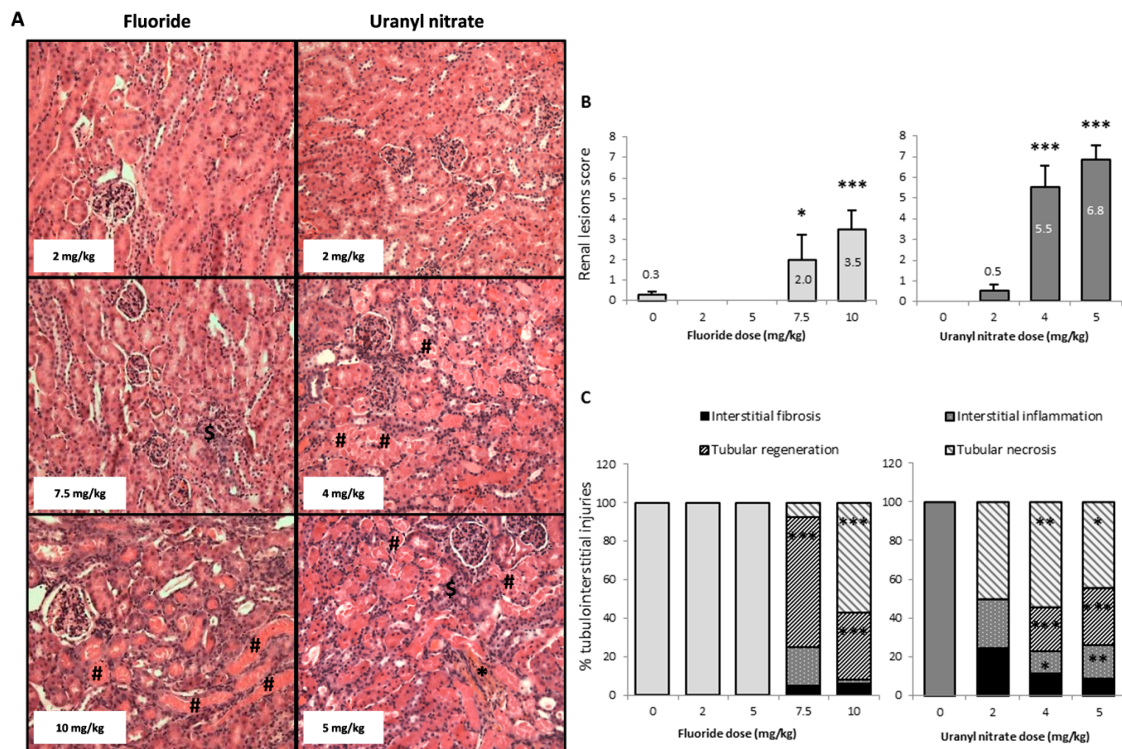 A
Fluoride
Uranyl nitrate
2 mg/kg
2 mg/kg
7.5 mg/kg
$
4 mg/kg
#
# #
10 mg/kg
#
#
#
#
5 mg/kg
#
#
$
*
B
Renal lesions score
8
7
6
5
4
3
2
1
0
0.3
*
2.0
***
3.5
0 2 5 7.5 10
Fluoride dose (mg/kg)
8
7
6
5
4
3
2
1
0
0.5
***
5.5
***
6.8
0 2 4 5
Uranyl nitrate dose (mg/kg)
C
Interstitial fibrosis
Interstitial inflammation
Tubular regeneration
Tubular necrosis
% tubulointerstitial injuries
120
100
80
60
40
20
0
***
***
***
0 2 5 7.5 10
Fluoride dose (mg/kg)
120
100
80
60
40
20
0
**
***
*
*
***
**
0 2 4 5
Uranyl nitrate dose (mg/kg)